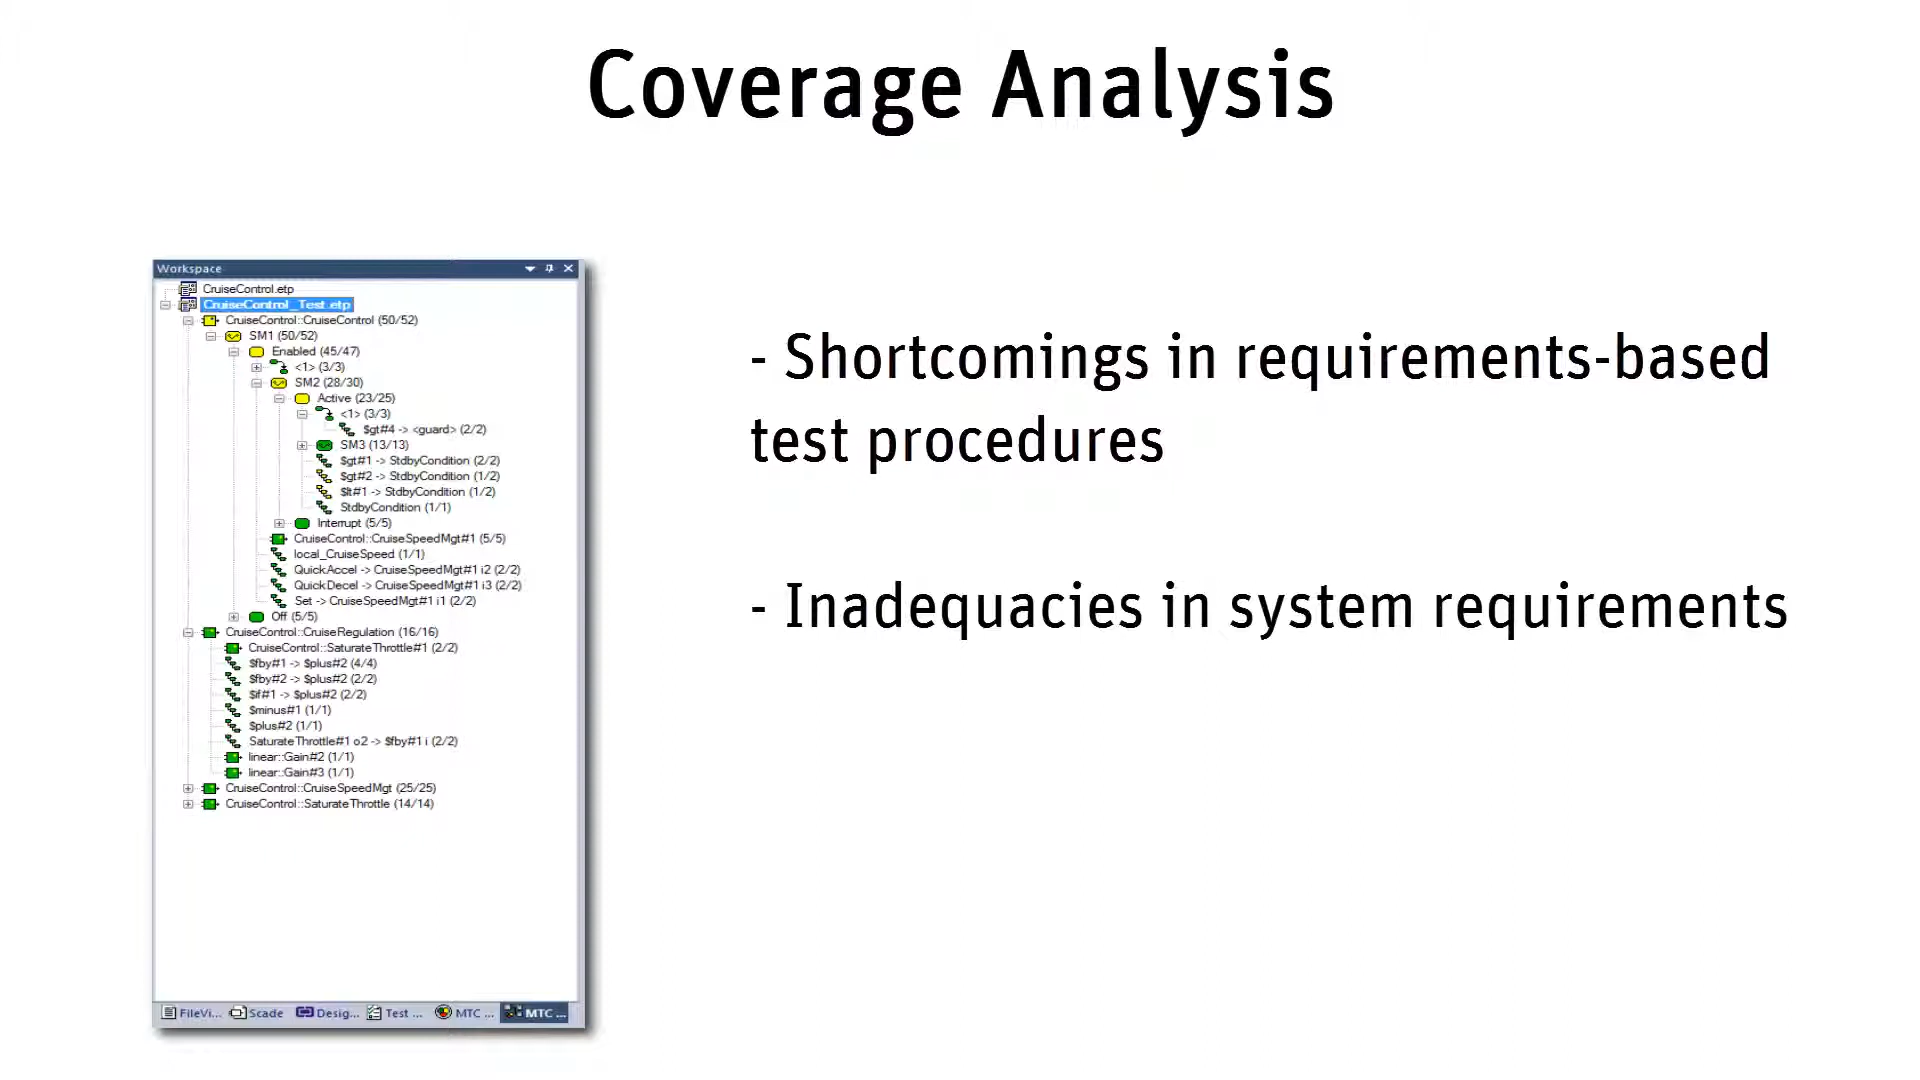 Coverage Analysis
Workspace
CruiseControl.etp
CruiseControl_Test.etp
CruiseControl::CruiseControl (50/52)
SM1 (50/52)
Enabled (45/47)
<1> (3/3)
SM2 (28/30)
Active (23/25)
<1> (3/3)
$gt#4 -> <guard> (2/2)
SM3 (13/13)
$gt#1 -> StdbyCondition (2/2)
$gt#2 -> StdbyCondition (1/2)
$lt#1 -> StdbyCondition (1/2)
StdbyCondition (1/1)
Interrupt (5/5)
CruiseControl::CruiseSpeedMgt#1 (5/5)
local_CruiseSpeed (1/1)
QuickAccel -> CruiseSpeedMgt#1 i2 (2/2)
QuickDecel -> CruiseSpeedMgt#1 i3 (2/2)
Set -> CruiseSpeedMgt#1 i1 (2/2)
Off (5/5)
CruiseControl::CruiseRegulation (16/16)
CruiseControl::SaturateThrottle#1 (2/2)
$fby#1 -> $plus#2 (4/4)
$fby#2 -> $plus#2 (2/2)
$if#1 -> $plus#2 (2/2)
$minus#1 (1/1)
$plus#2 (1/1)
SaturateThrottle#1 o2 -> $fby#1 i (2/2)
linear::Gain#2 (1/1)
linear::Gain#3 (1/1)
CruiseControl::CruiseSpeedMgt (25/25)
CruiseControl::SaturateThrottle (14/14)
FileVi... Scade Desig... Test ... MTC ... MTC ...
- Shortcomings in requirements-based
test procedures
- Inadequacies in system requirements